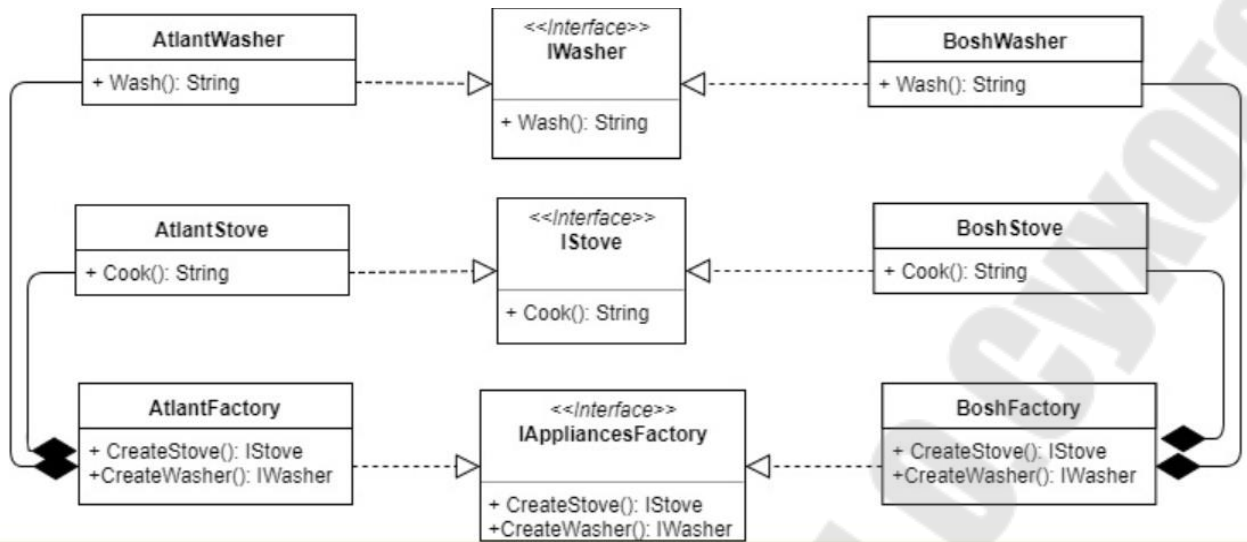 AtlantWasher
+ Wash(): String
<<Interface>>
IWasher
+ Wash(): String
BoshWasher
+ Wash(): String
AtlantStove
+ Cook(): String
<<Interface>>
IStove
+ Cook(): String
BoshStove
+ Cook(): String
AtlantFactory
+ CreateStove(): IStove
+CreateWasher(): IWasher
<<Interface>>
IAppliancesFactory
+ CreateStove(): IStove
+CreateWasher(): IWasher
BoshFactory
+ CreateStove(): IStove
+CreateWasher(): IWasher